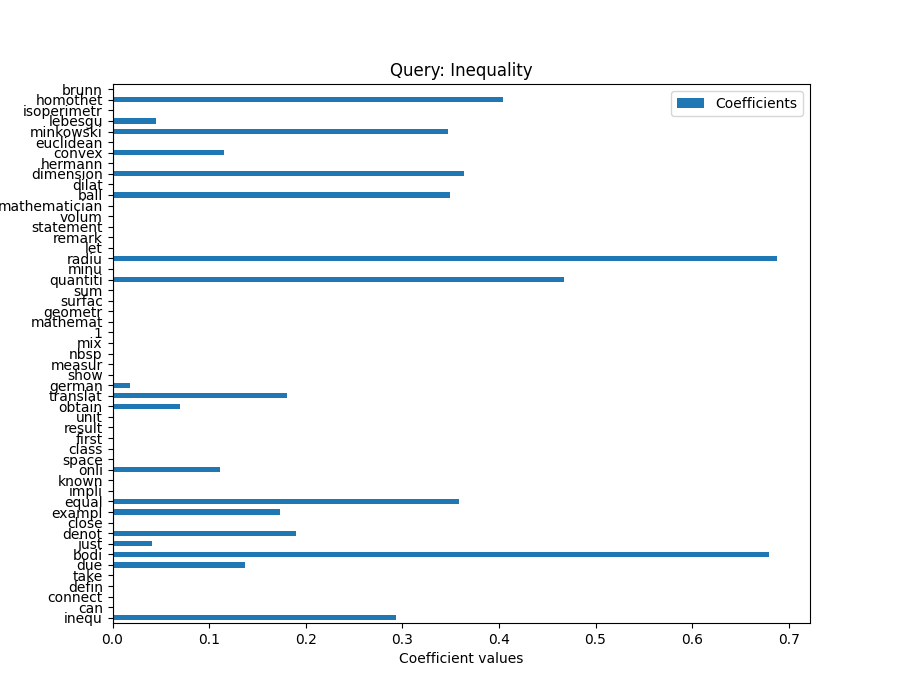 Query: Inequality
Coefficients
brunn
homothet
isoperimetr
lebesgu
minkowski
euclidean
convex
hermann
dimension
dilat
ball
mathematician
volum
statement
remark
let
radiu
minu
quantiti
sum
surfac
geometr
mathemat
1
mix
nbsp
measur
show
german
translat
obtain
unit
result
first
class
space
onli
known
impli
equal
exampl
close
denot
just
bodi
due
take
defin
connect
can
inequ
0.0 0.1 0.2 0.3 0.4 0.5 0.6 0.7
Coefficient values